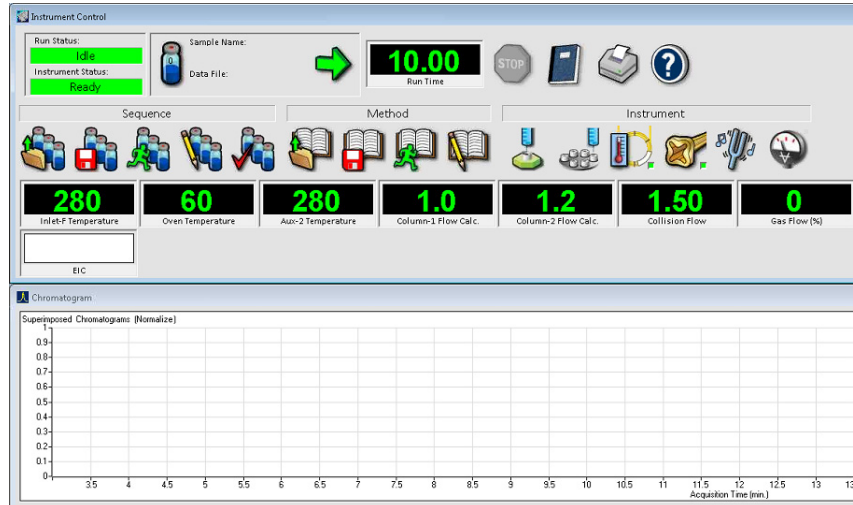 Instrument Control
Run Status:
Idle
Instrument Status:
Ready
0
Sample Name:
Data File:
10.00
Run Time
STOP
?
Sequence
Method
Instrument
280
Inlet-F Temperature
60
Oven Temperature
280
Aux-2 Temperature
1.0
Column-1 Flow Calc.
1.2
Column-2 Flow Calc.
1.50
Collision Flow
0
Gas Flow (%)
EIC
Chromatogram
Superimposed Chromatograms (Normalize)
1
0.9
0.8
0.7
0.6
0.5
0.4
0.3
0.2
0.1
0
3.5 4 4.5 5 5.5 6 6.5 7 7.5 8 8.5 9 9.5 10 10.5 11 11.5 12 12.5 13
Acquisition Time (min.)